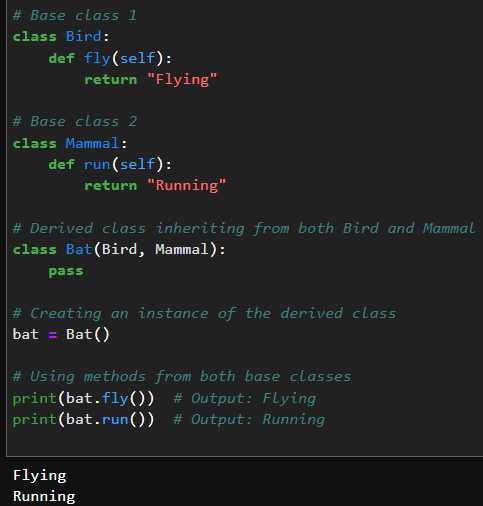 # Base class 1
class Bird:
    def fly(self):
        return "Flying"

# Base class 2
class Mammal:
    def run(self):
        return "Running"

# Derived class inheriting from both Bird and Mammal
class Bat(Bird, Mammal):
    pass

# Creating an instance of the derived class
bat = Bat()

# Using methods from both base classes
print(bat.fly())  # Output: Flying
print(bat.run())  # Output: Running

Flying
Running